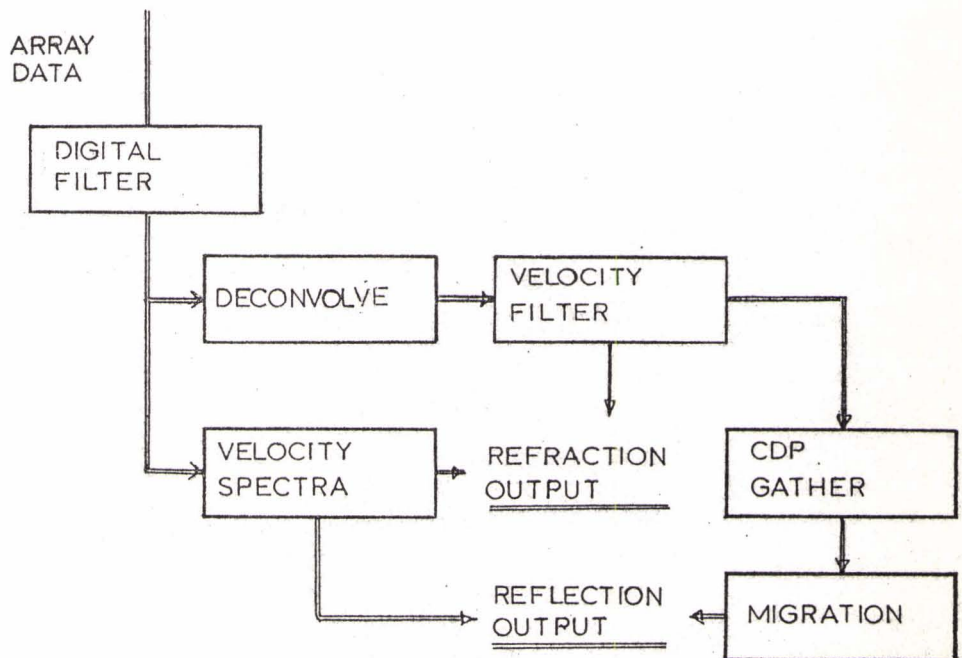 ARRAY
DATA
DIGITAL
FILTER
DECONVOLVE
VELOCITY
FILTER
VELOCITY
SPECTRA
REFRACTION
OUTPUT
CDP
GATHER
REFLECTION
OUTPUT
MIGRATION